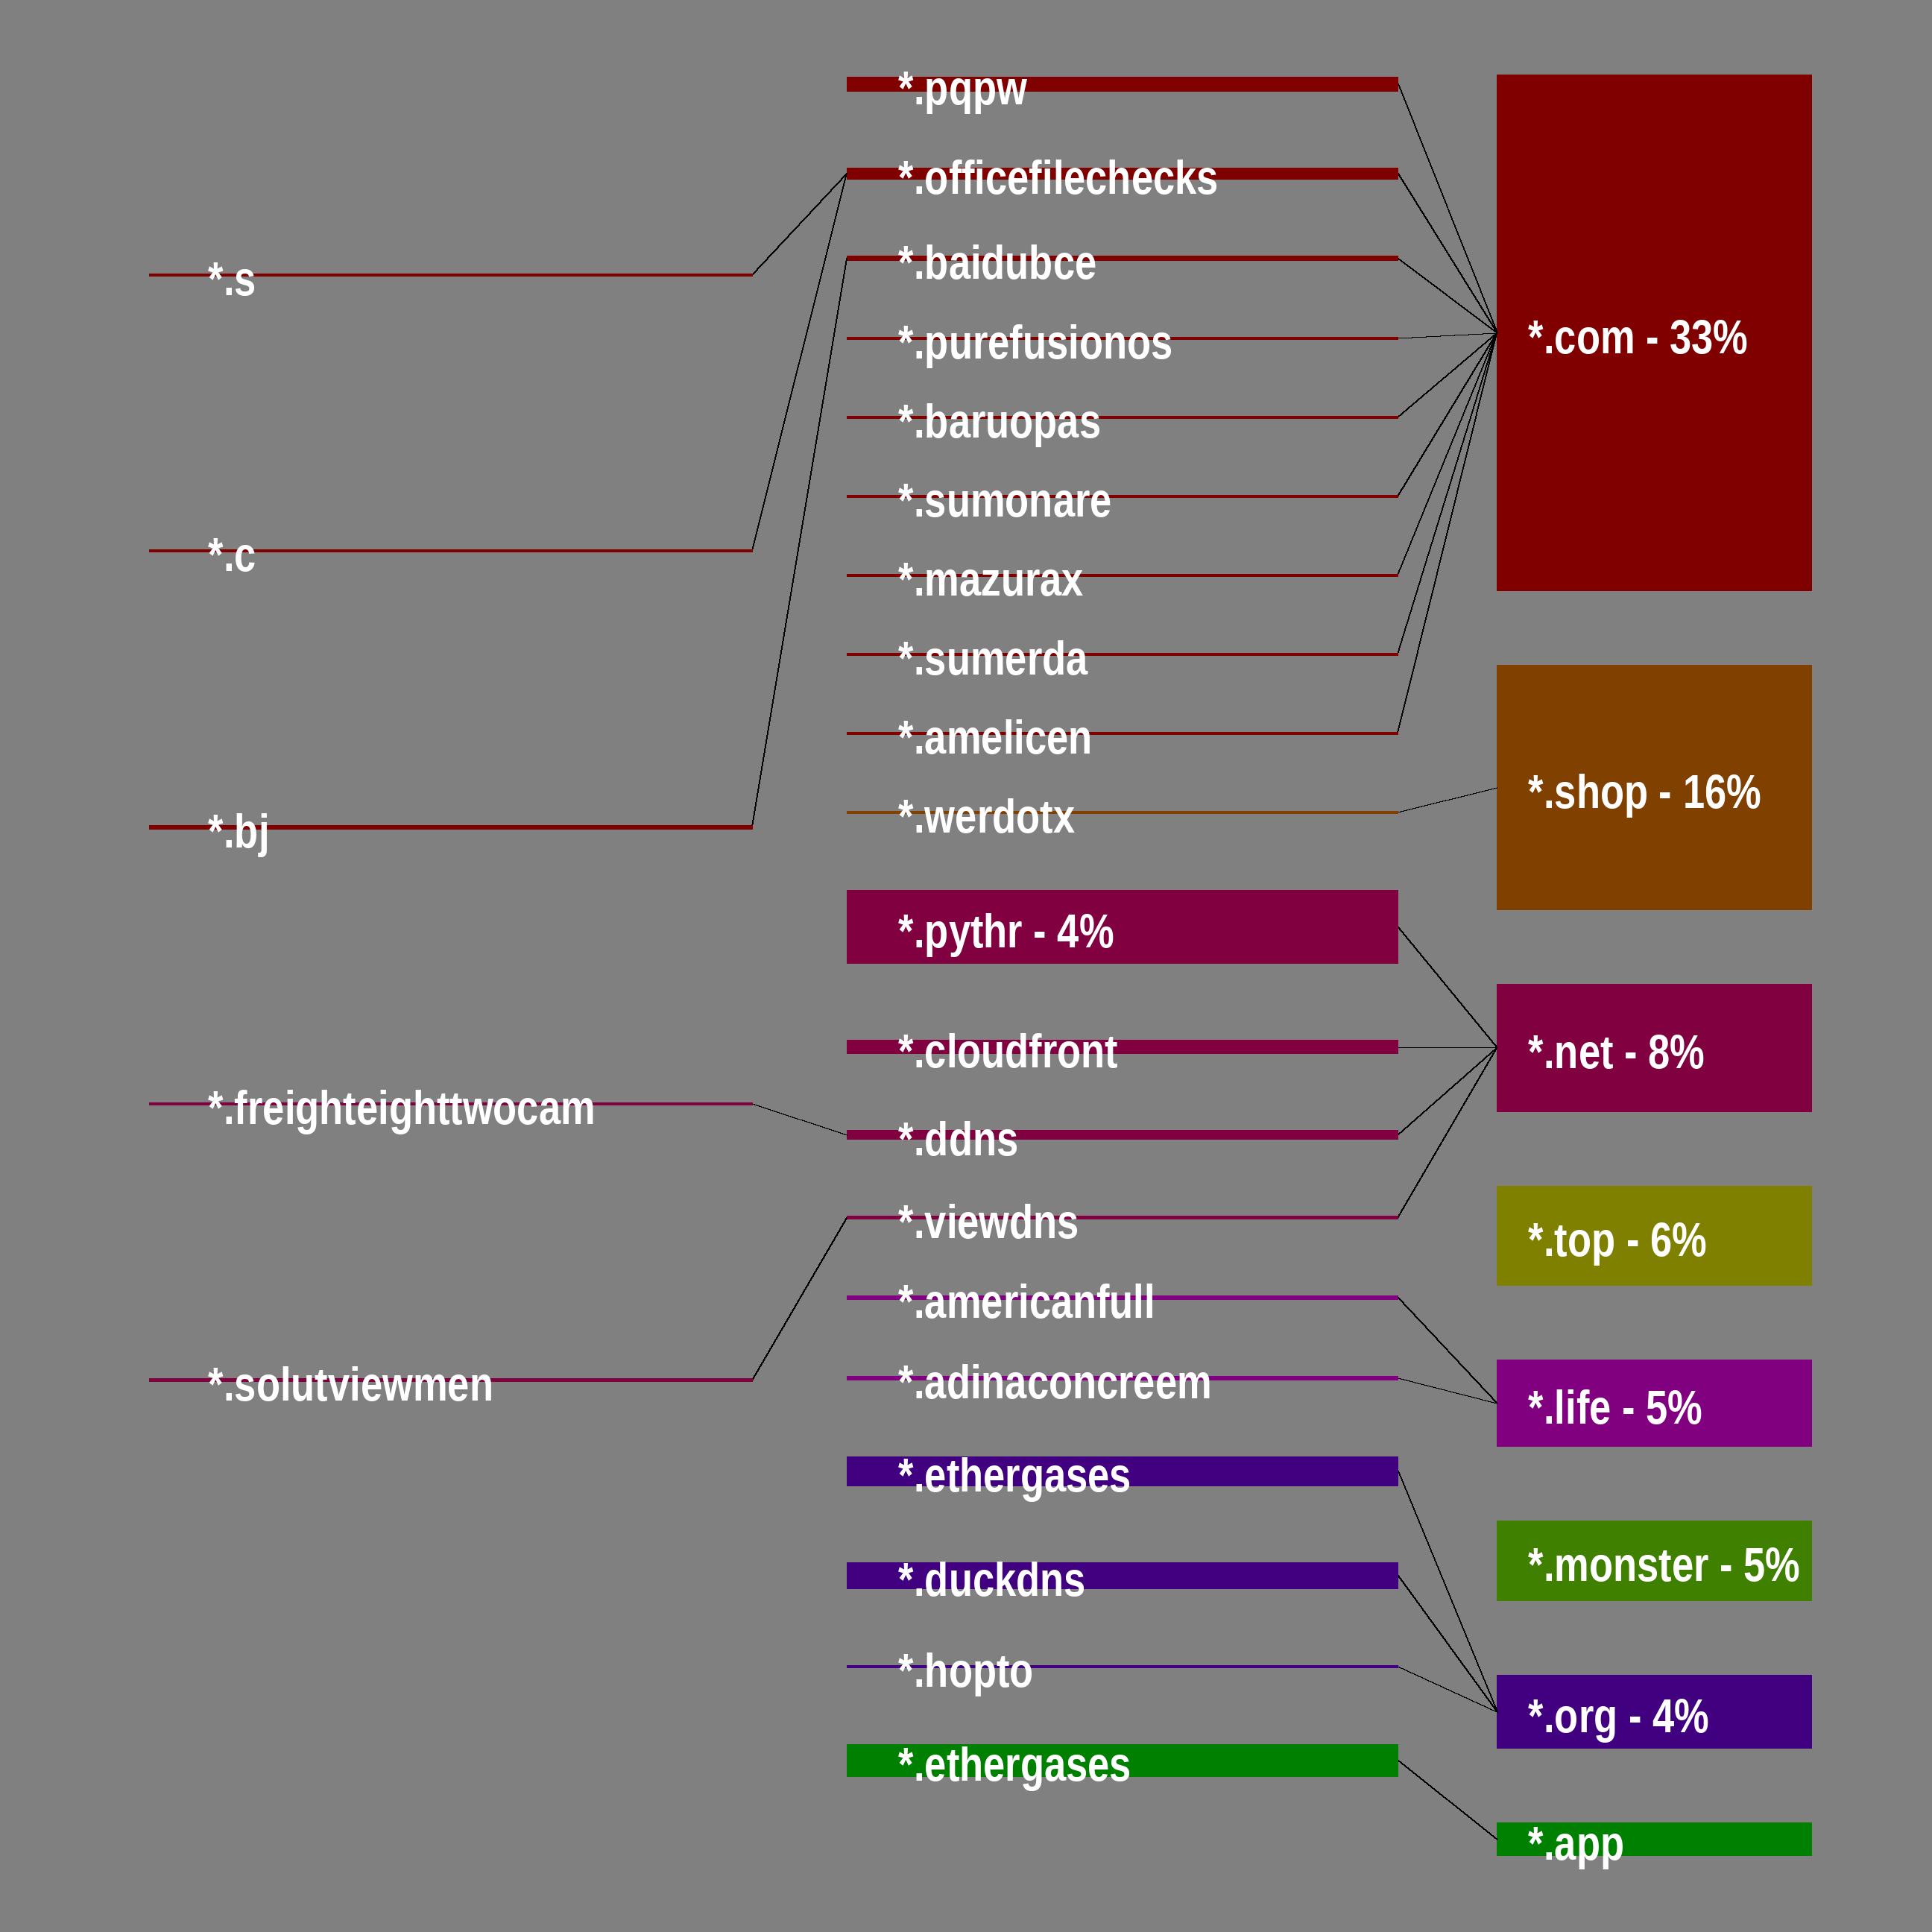 *.s
*.c
*.bj
*.freighteighttwocam
*.solutviewmen
*.pqpw
*.officefilechecks
*.baidubce
*.purefusionos
*.baruopas
*.sumonare
*.mazurax
*.sumerda
*.amelicen
*.werdotx
*.pythr - 4%
*.cloudfront
*.ddns
*.viewdns
*.americanfull
*.adinaconcreem
*.ethergases
*.duckdns
*.hopto
*.ethergases
*.com - 33%
*.shop - 16%
*.net - 8%
*.top - 6%
*.life - 5%
*.monster - 5%
*.org - 4%
*.app